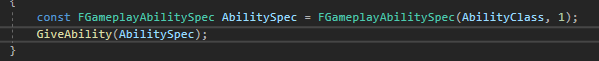 {
const FGameplayAbilitySpec AbilitySpec = FGameplayAbilitySpec(AbilityClass, 1);
GiveAbility(AbilitySpec);
}